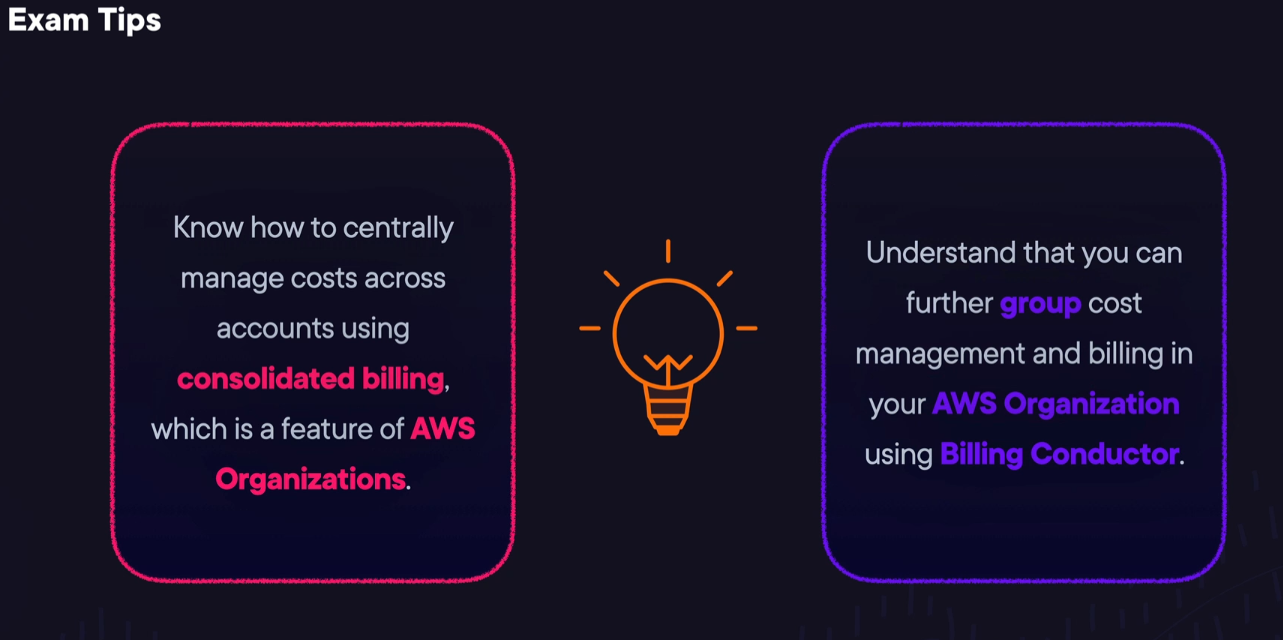 Exam Tips
Know how to centrally
manage costs across
accounts using
consolidated billing,
which is a feature of AWS
Organizations.
Understand that you can
further group cost
management and billing in
your AWS Organization
using Billing Conductor.